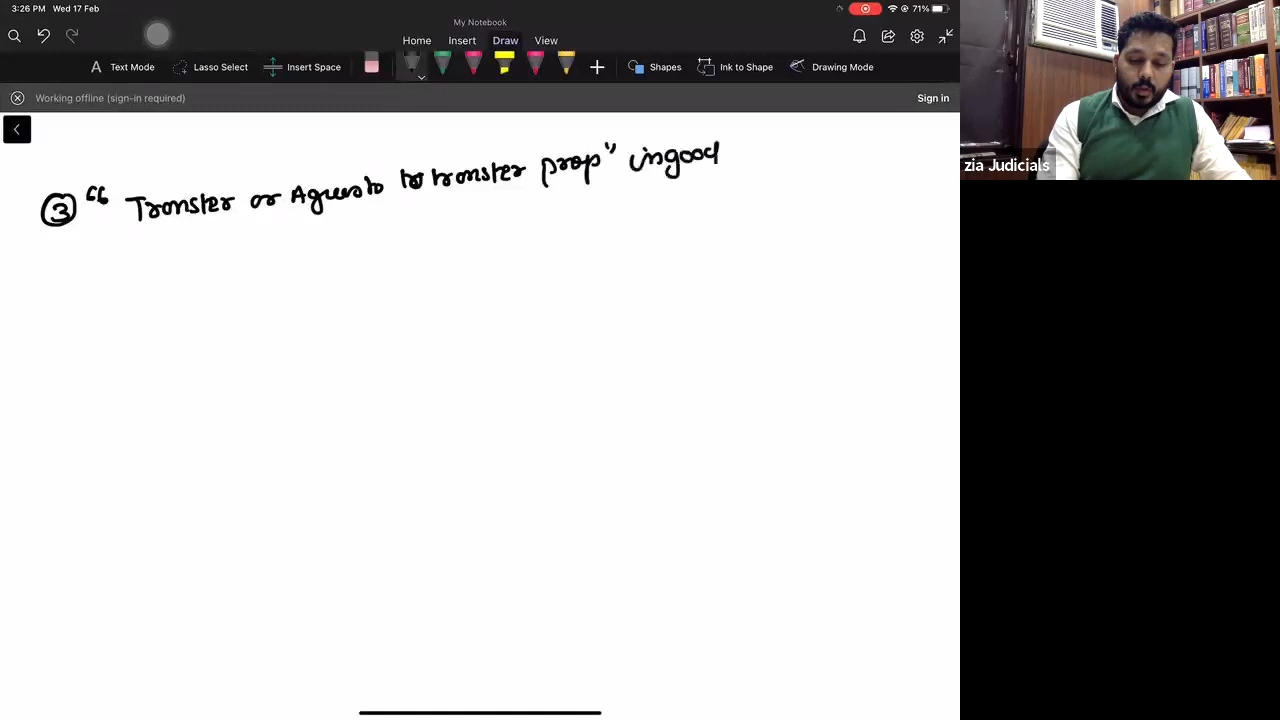 3:26 PM Wed 17 Feb
71%
My Notebook
Home Insert Draw View
A Text Mode Lasso Select Insert Space Shapes Ink to Shape Drawing Mode
Working offline (sign-in required) Sign in
③ “ Transfer or Agrees to to transfer prop" in good
zia Judicials